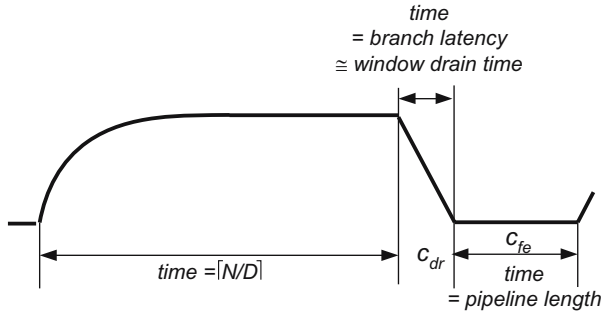 time
= branch latency
≅ window drain time
time =⌈N/D⌉
c_dr
c_fe
time
= pipeline length